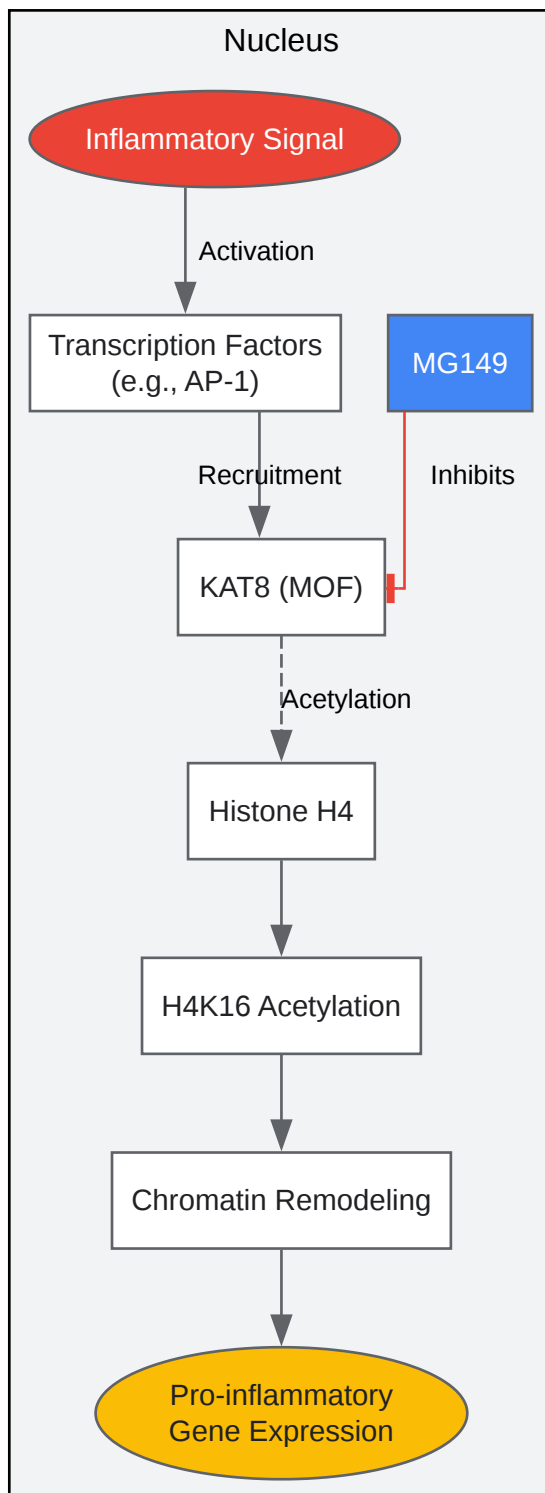 Nucleus
Inflammatory Signal
Activation
Transcription Factors
(e.g., AP-1)
MG149
Recruitment
Inhibits
KAT8 (MOF)
Acetylation
Histone H4
H4K16 Acetylation
Chromatin Remodeling
Pro-inflammatory
Gene Expression